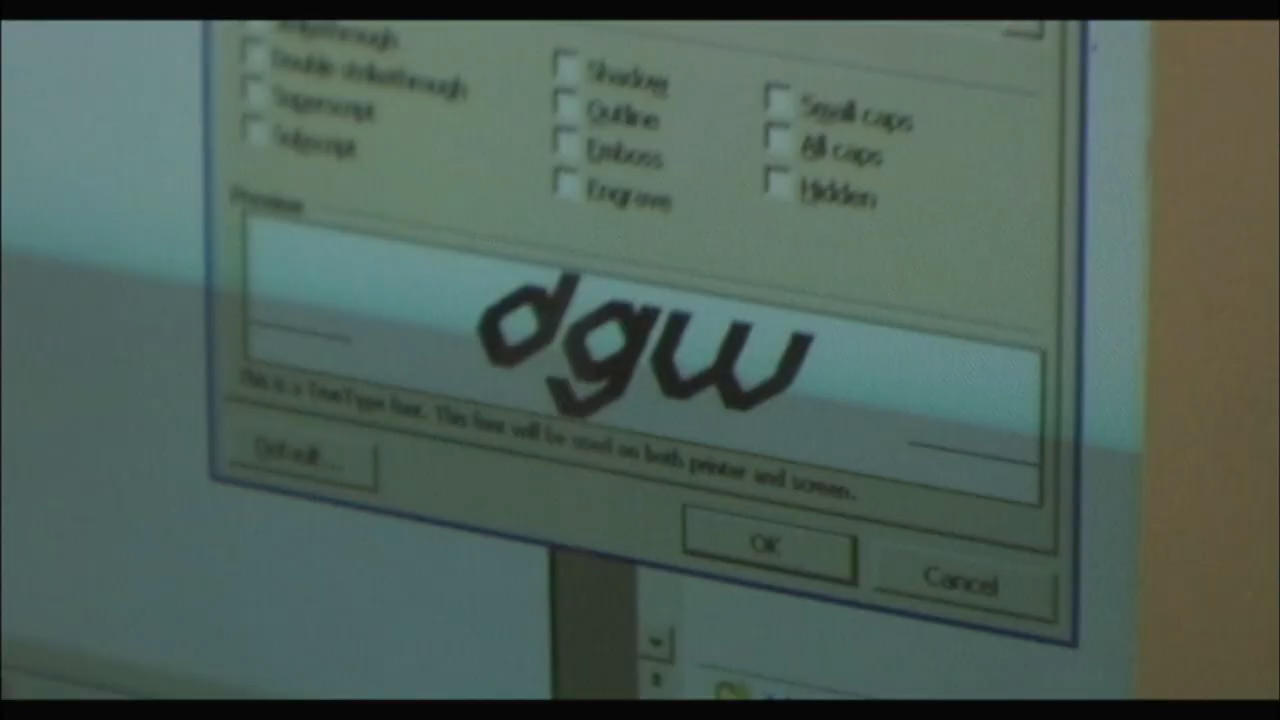 Strikethrough
Double strikethrough
Superscript
Subscript
Shadow
Outline
Emboss
Engrave
Small caps
All caps
Hidden
Preview
dgw
This is a TrueType font. This font will be used on both printer and screen.
Default...
OK
Cancel